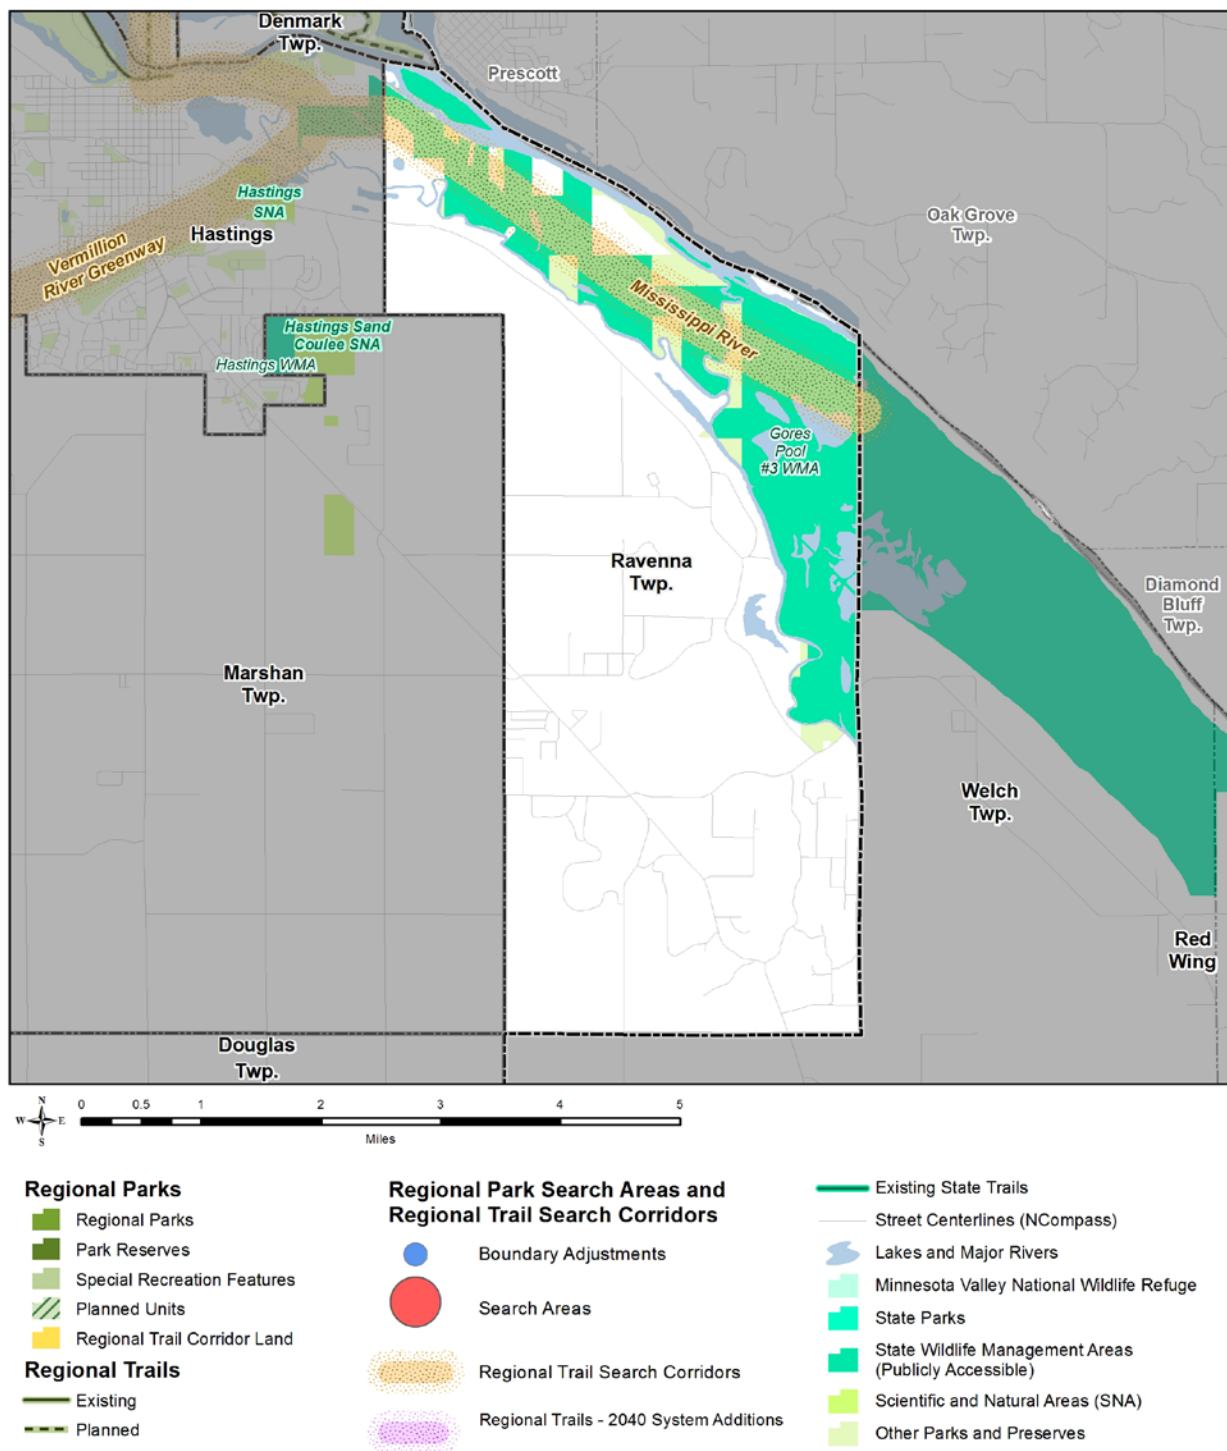 Denmark
Twp.
Prescott
Oak Grove
Twp.
Hastings
SNA
Hastings
Vermillion
River Greenway
Hastings Sand
Coulee SNA
Hastings WMA
Mississippi River
Gores
Pool
#3 WMA
Ravenna
Twp.
Diamond
Bluff
Twp.
Marshan
Twp.
Welch
Twp.
Red
Wing
Douglas
Twp.
N
W E
S
0 0.5 1 2 3 4 5
Miles
Regional Parks
Regional Parks
Park Reserves
Special Recreation Features
Planned Units
Regional Trail Corridor Land
Regional Trails
Existing
Planned
Regional Park Search Areas and
Regional Trail Search Corridors
Boundary Adjustments
Search Areas
Regional Trail Search Corridors
Regional Trails - 2040 System Additions
Existing State Trails
Street Centerlines (NCompass)
Lakes and Major Rivers
Minnesota Valley National Wildlife Refuge
State Parks
State Wildlife Management Areas
(Publicly Accessible)
Scientific and Natural Areas (SNA)
Other Parks and Preserves